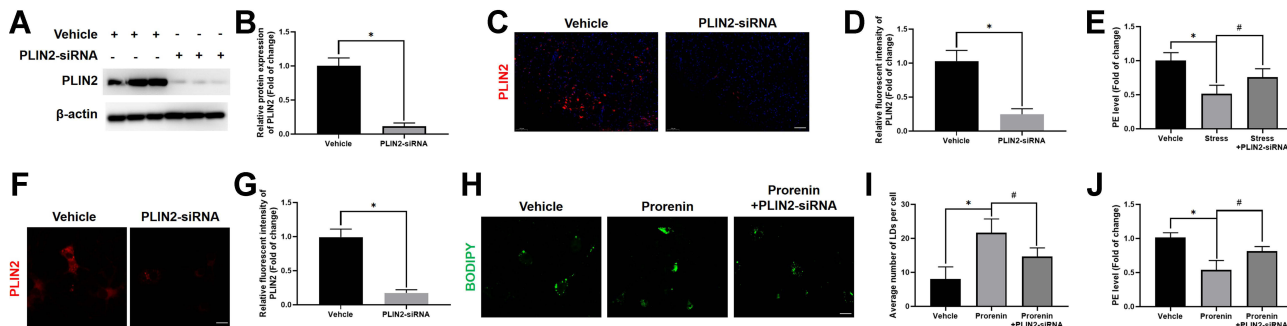 A
Vehicle + + + - - -
PLIN2-siRNA - - - + + +
PLIN2
β-actin
B
Relative protein expression
of PLIN2 (Fold of change)
1.5
1.0
0.5
0.0
*
Vehicle
PLIN2-siRNA
C
Vehicle
PLIN2-siRNA
PLIN2
D
Relative fluorescent intensity of
PLIN2 (Fold of change)
1.5
1.0
0.5
0.0
*
Vehicle
PLIN2-siRNA
E
PE level (Fold of change)
1.5
1.0
0.5
0.0
*
#
Vehcle
Stress
Stress
+PLIN2-siRNA
F
Vehicle
PLIN2-siRNA
PLIN2
G
Relative fluorescent intensity of
PLIN2 (Fold of change)
1.5
1.0
0.5
0.0
*
Vehicle
PLIN2-siRNA
H
Vehicle
Prorenin
Prorenin
+PLIN2-siRNA
BODIPY
I
Average number of LDs per cell
30
20
10
0
*
#
Vehicle
Prorenin
Prorenin
+PLIN2-siRNA
J
PE level (Fold of change)
1.5
1.0
0.5
0.0
*
#
Vehicle
Prorenin
Prorenin
+PLIN2-siRNA